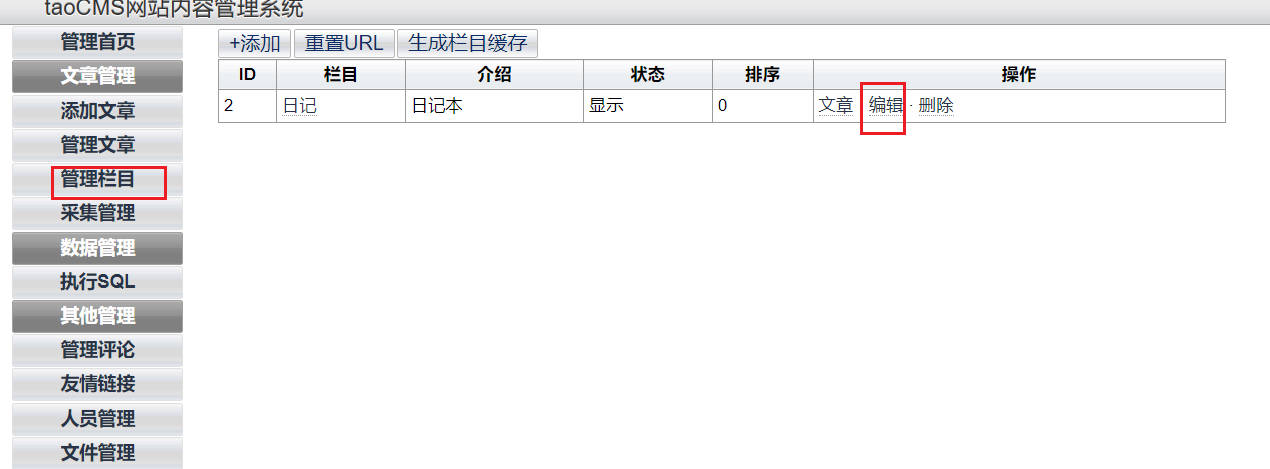 taoCMS网站内容管理系统
管理首页
文章管理
添加文章
管理文章
管理栏目
采集管理
数据管理
执行SQL
其他管理
管理评论
友情链接
人员管理
文件管理
+添加 重置URL 生成栏目缓存
ID 栏目 介绍 状态 排序 操作
2 日记 日记本 显示 0 文章 编辑 · 删除